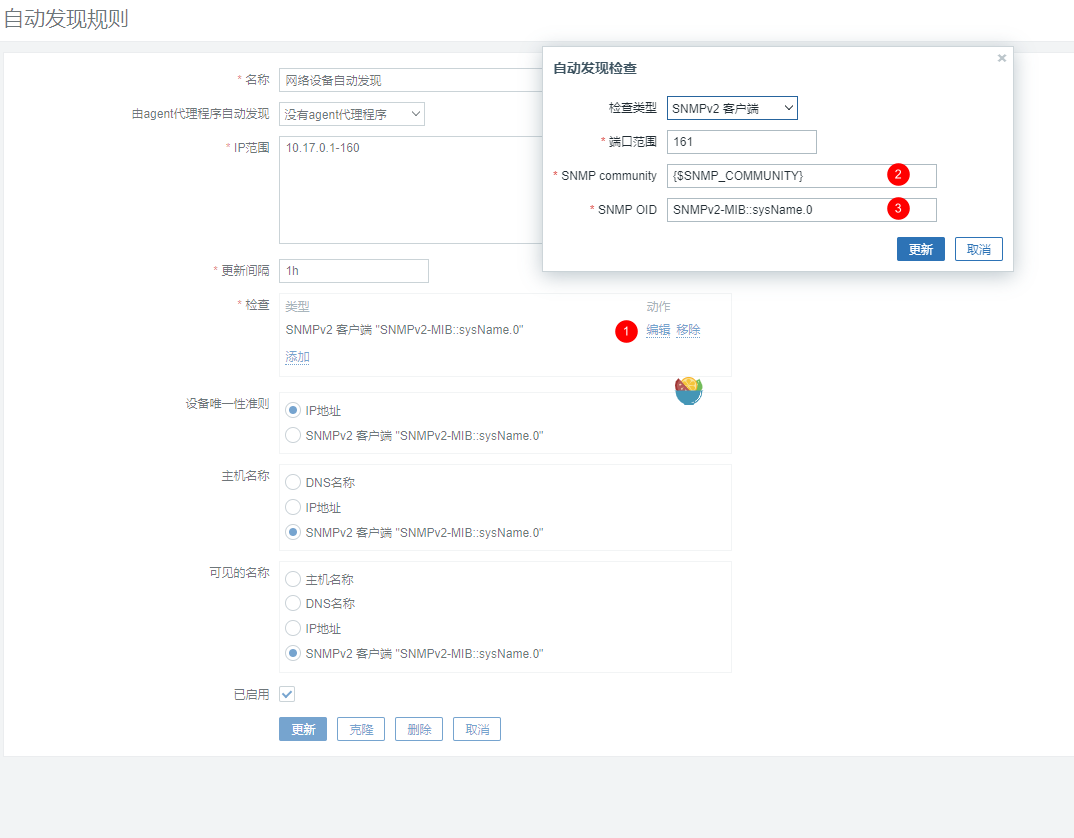 自动发现规则
* 名称 网络设备自动发现
由agent代理程序自动发现 没有agent代理程序
* IP范围 10.17.0.1-160
* 更新间隔 1h
* 检查 类型 动作
SNMPv2 客户端 "SNMPv2-MIB::sysName.0" 1 编辑 移除
添加
设备唯一性准则
IP地址
SNMPv2 客户端 "SNMPv2-MIB::sysName.0"
主机名称
DNS名称
IP地址
SNMPv2 客户端 "SNMPv2-MIB::sysName.0"
可见的名称
主机名称
DNS名称
IP地址
SNMPv2 客户端 "SNMPv2-MIB::sysName.0"
已启用
更新 克隆 删除 取消
自动发现检查
检查类型 SNMPv2 客户端
* 端口范围 161
* SNMP community {$SNMP_COMMUNITY} 2
* SNMP OID SNMPv2-MIB::sysName.0 3
更新 取消